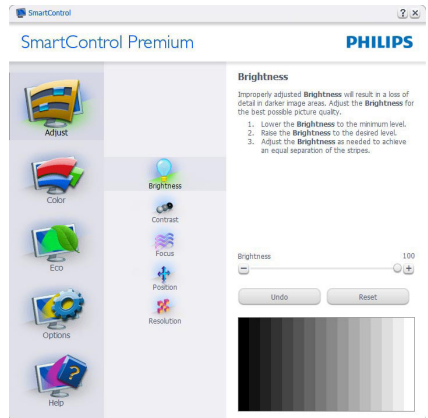 SmartControl
SmartControl Premium
PHILIPS
Adjust
Color
Eco
Options
Help
Brightness
Contrast
Focus
Position
Resolution
Brightness
Improperly adjusted Brightness will result in a loss of
detail in darker image areas. Adjust the Brightness for
the best possible picture quality.
1. Lower the Brightness to the minimum level.
2. Raise the Brightness to the desired level.
3. Adjust the Brightness as needed to achieve
an equal separation of the stripes.
Brightness 100
Undo Reset